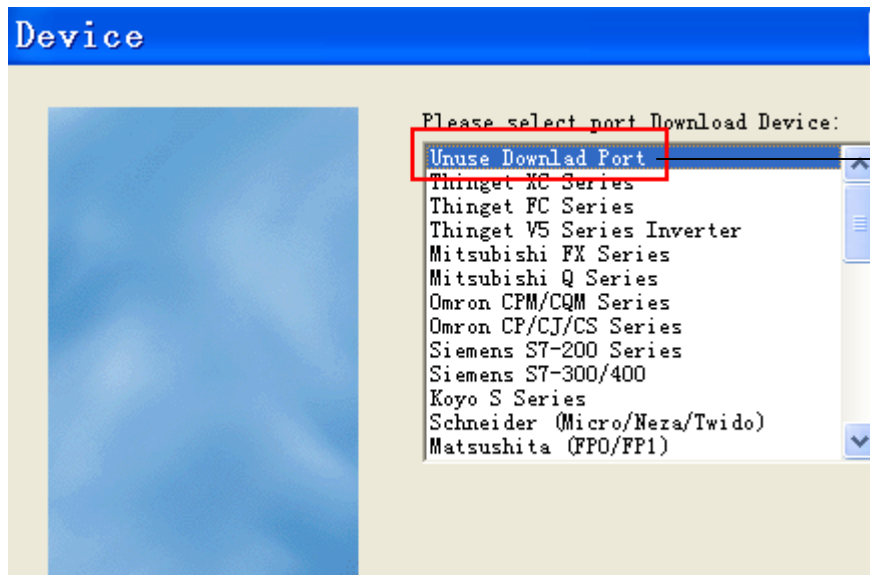 Device
Please select port Download Device:
Unuse Downlad Port
Thinget XC Series
Thinget FC Series
Thinget V5 Series Inverter
Mitsubishi FX Series
Mitsubishi Q Series
Omron CPM/CQM Series
Omron CP/CJ/CS Series
Siemens S7-200 Series
Siemens S7-300/400
Koyo S Series
Schneider (Micro/Neza/Twido)
Matsushita (FP0/FP1)